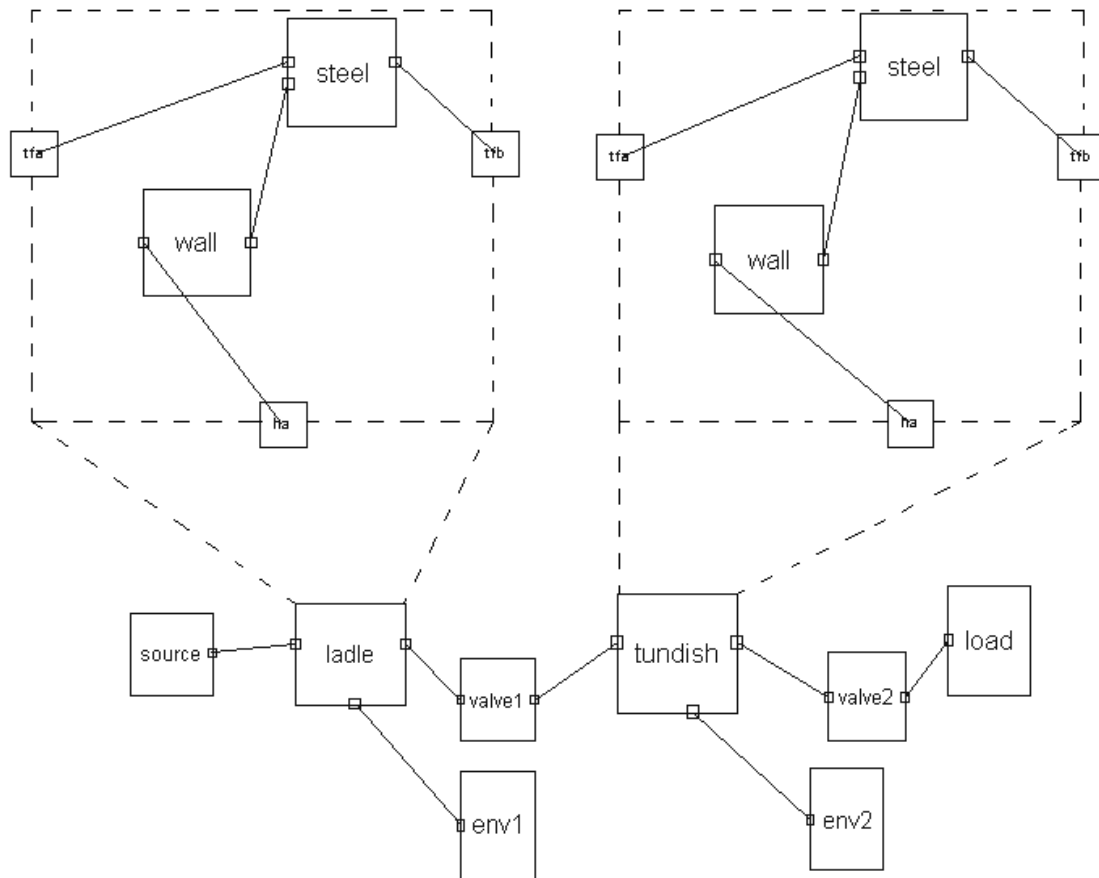 steel
steel
tfa
tfb
tfa
tfb
wall
wall
ha
ha
source
ladle
valve1
tundish
valve2
load
env1
env2